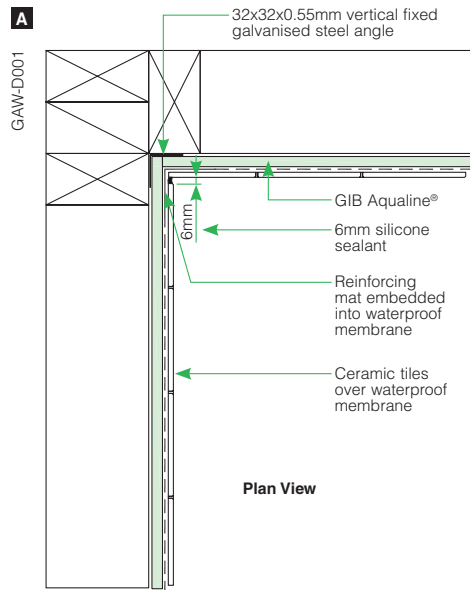 A
GAW-D001
32x32x0.55mm vertical fixed
galvanised steel angle
GIB Aqualine®
6mm
6mm silicone
sealant
Reinforcing
mat embedded
into waterproof
membrane
Ceramic tiles
over waterproof
membrane
Plan View